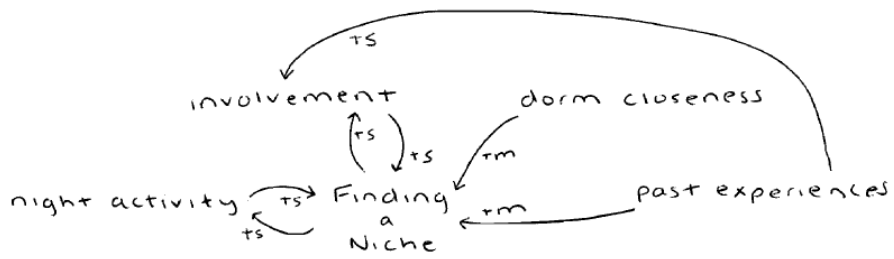 +s
involvement dorm closeness
+s +s +m
night activity +s Finding +m past experiences
+s a
Niche